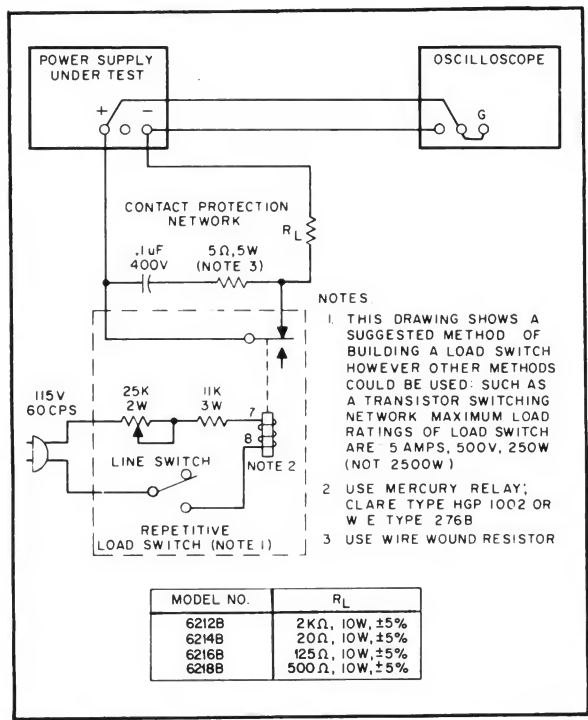 POWER SUPPLY
UNDER TEST
+ -
OSCILLOSCOPE
G
CONTACT PROTECTION
NETWORK
RL
.1uF
400V
5Ω,5W
(NOTE 3)
115V
60CPS
25K
2W
11K
3W
7
8
NOTE 2
LINE SWITCH
REPETITIVE
LOAD SWITCH (NOTE 1)
NOTES
1. THIS DRAWING SHOWS A
SUGGESTED METHOD OF
BUILDING A LOAD SWITCH
HOWEVER OTHER METHODS
COULD BE USED: SUCH AS
A TRANSISTOR SWITCHING
NETWORK MAXIMUM LOAD
RATINGS OF LOAD SWITCH
ARE 5 AMPS, 500V, 250W
(NOT 2500W)
2 USE MERCURY RELAY;
CLARE TYPE HGP 1002 OR
W E TYPE 276B
3 USE WIRE WOUND RESISTOR
MODEL NO. RL
6212B 2KΩ, 10W, ±5%
6214B 20Ω, 10W, ±5%
6216B 125Ω, 10W, ±5%
6218B 500Ω, 10W, ±5%